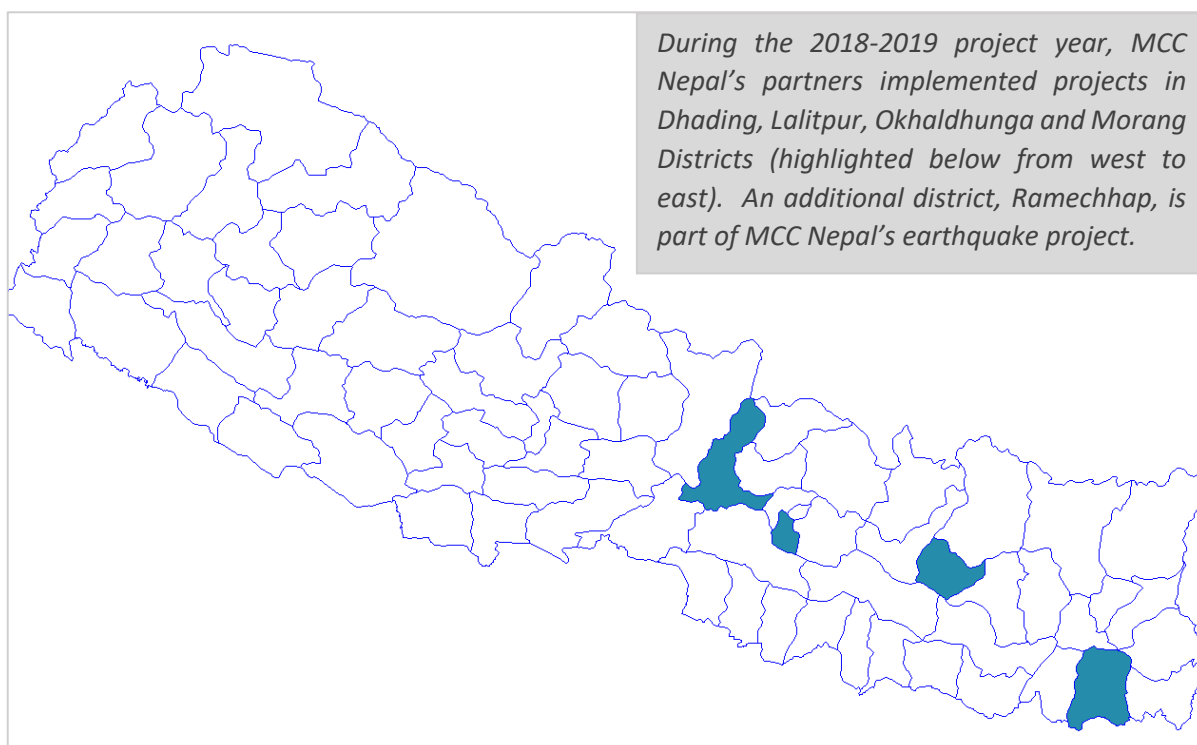 During the 2018-2019 project year, MCC
Nepal’s partners implemented projects in
Dhading, Lalitpur, Okhaldhunga and Morang
Districts (highlighted below from west to
east). An additional district, Ramechhap, is
part of MCC Nepal’s earthquake project.